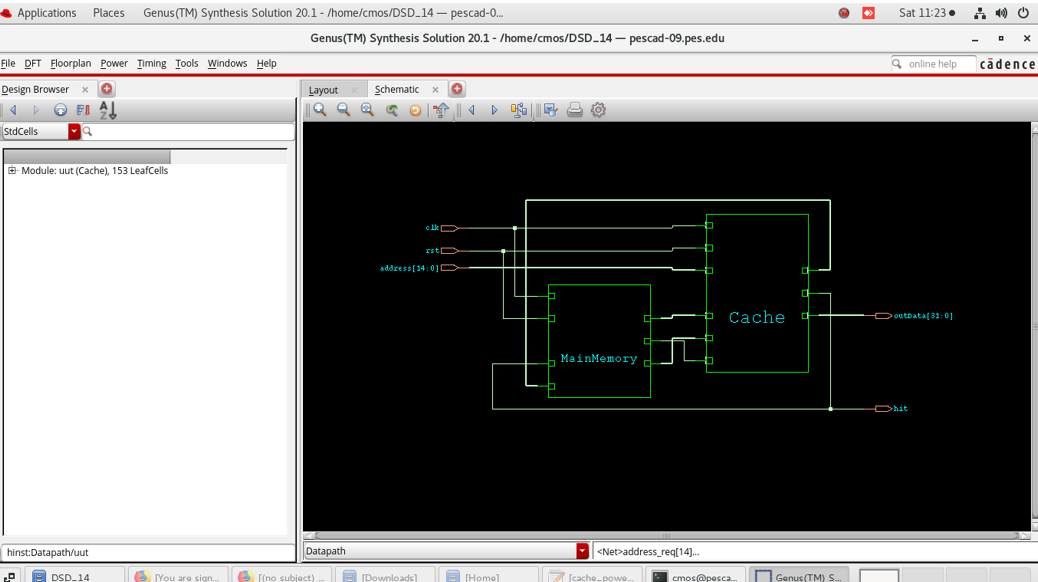 Applications Places Genus(TM) Synthesis Solution 20.1 - /home/cmos/DSD_14 — pescad-0... Sat 11:23
Genus(TM) Synthesis Solution 20.1 - /home/cmos/DSD_14 — pescad-09.pes.edu
File DFT Floorplan Power Timing Tools Windows Help online help cādence
Design Browser Layout Schematic
StdCells
Module: uut (Cache), 153 LeafCells
clk
rst
address[14:0]
Cache
outData[31:0]
MainMemory
hit
hinst:Datapath/uut Datapath <Net>address_req[14]...
DSD_14 [You are sign... [(no subject) ... [Downloads] [Home] [cache_powe... cmos@pesca... Genus(TM) S...